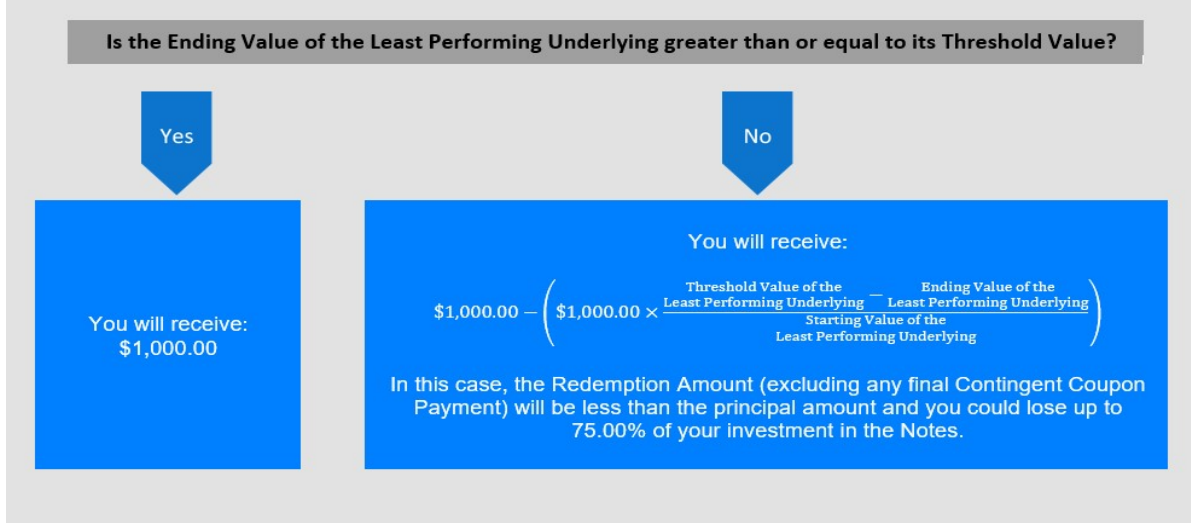 Is the Ending Value of the Least Performing Underlying greater than or equal to its Threshold Value?
Yes
No
You will receive:
$1,000.00
You will receive:
$1,000.00 − ($1,000.00 × (Threshold Value of the Least Performing Underlying − Ending Value of the Least Performing Underlying) / Starting Value of the Least Performing Underlying)
In this case, the Redemption Amount (excluding any final Contingent Coupon
Payment) will be less than the principal amount and you could lose up to
75.00% of your investment in the Notes.